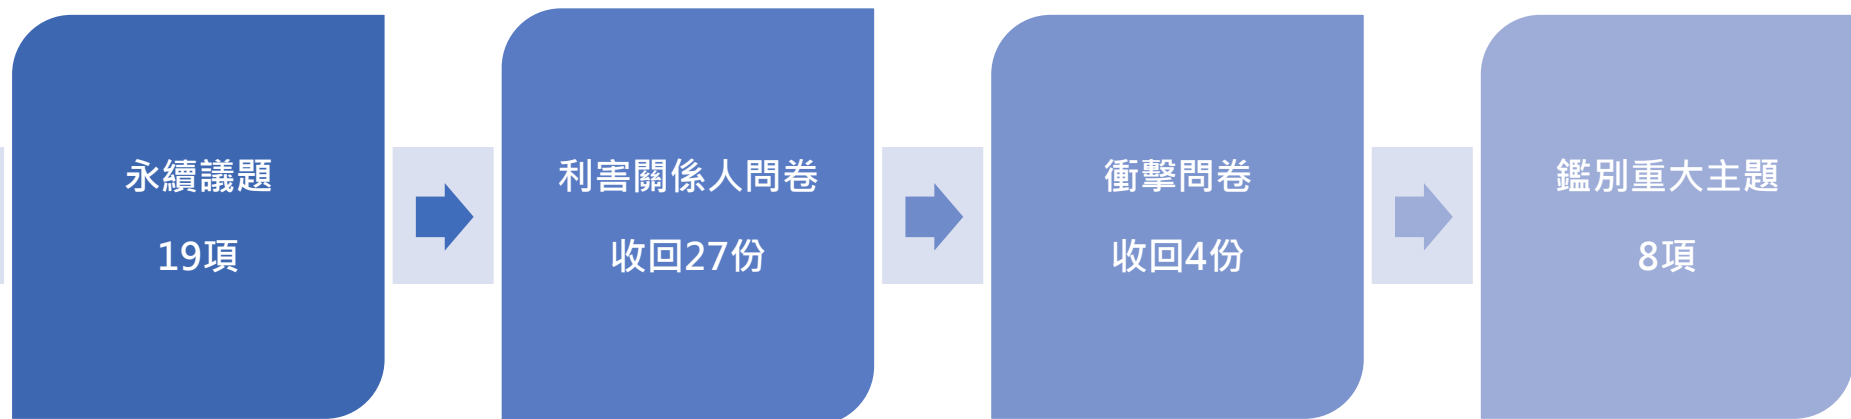 永續議題
19項
利害關係人問卷
收回27份
衝擊問卷
收回4份
鑑別重大主題
8項